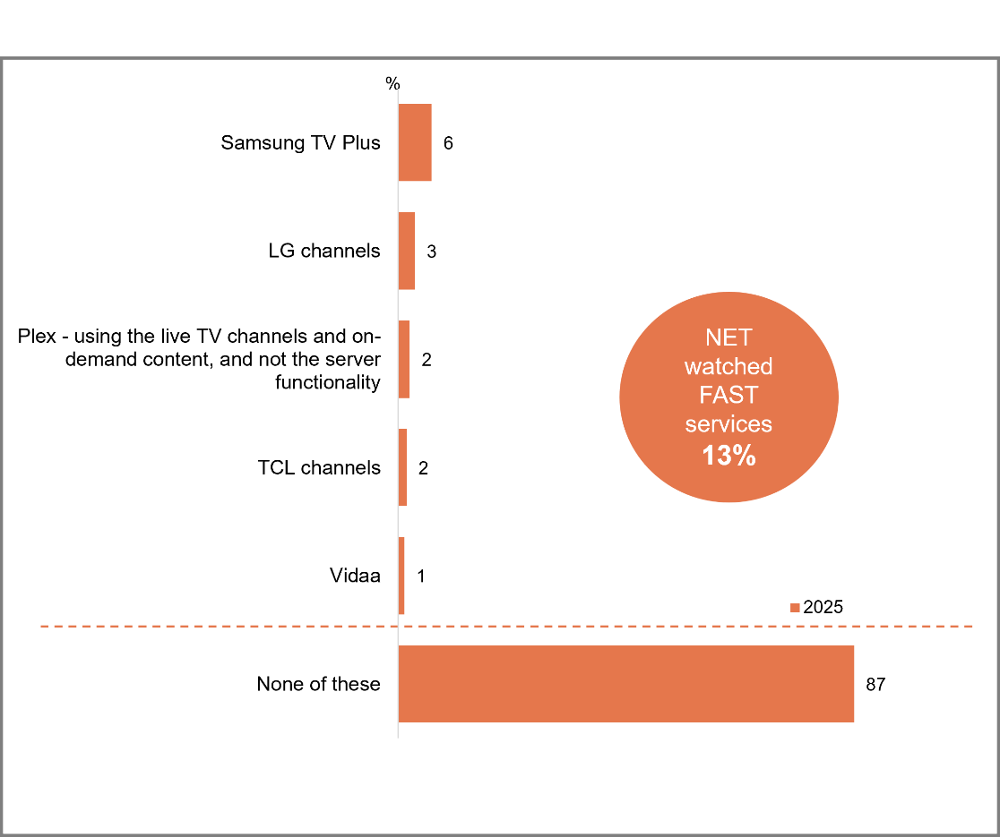 %
Samsung TV Plus
6
LG channels
3
Plex - using the live TV channels and on-
demand content, and not the server
functionality
2
NET
watched
FAST
services
13%
TCL channels
2
Vidaa
1
2025
None of these
87